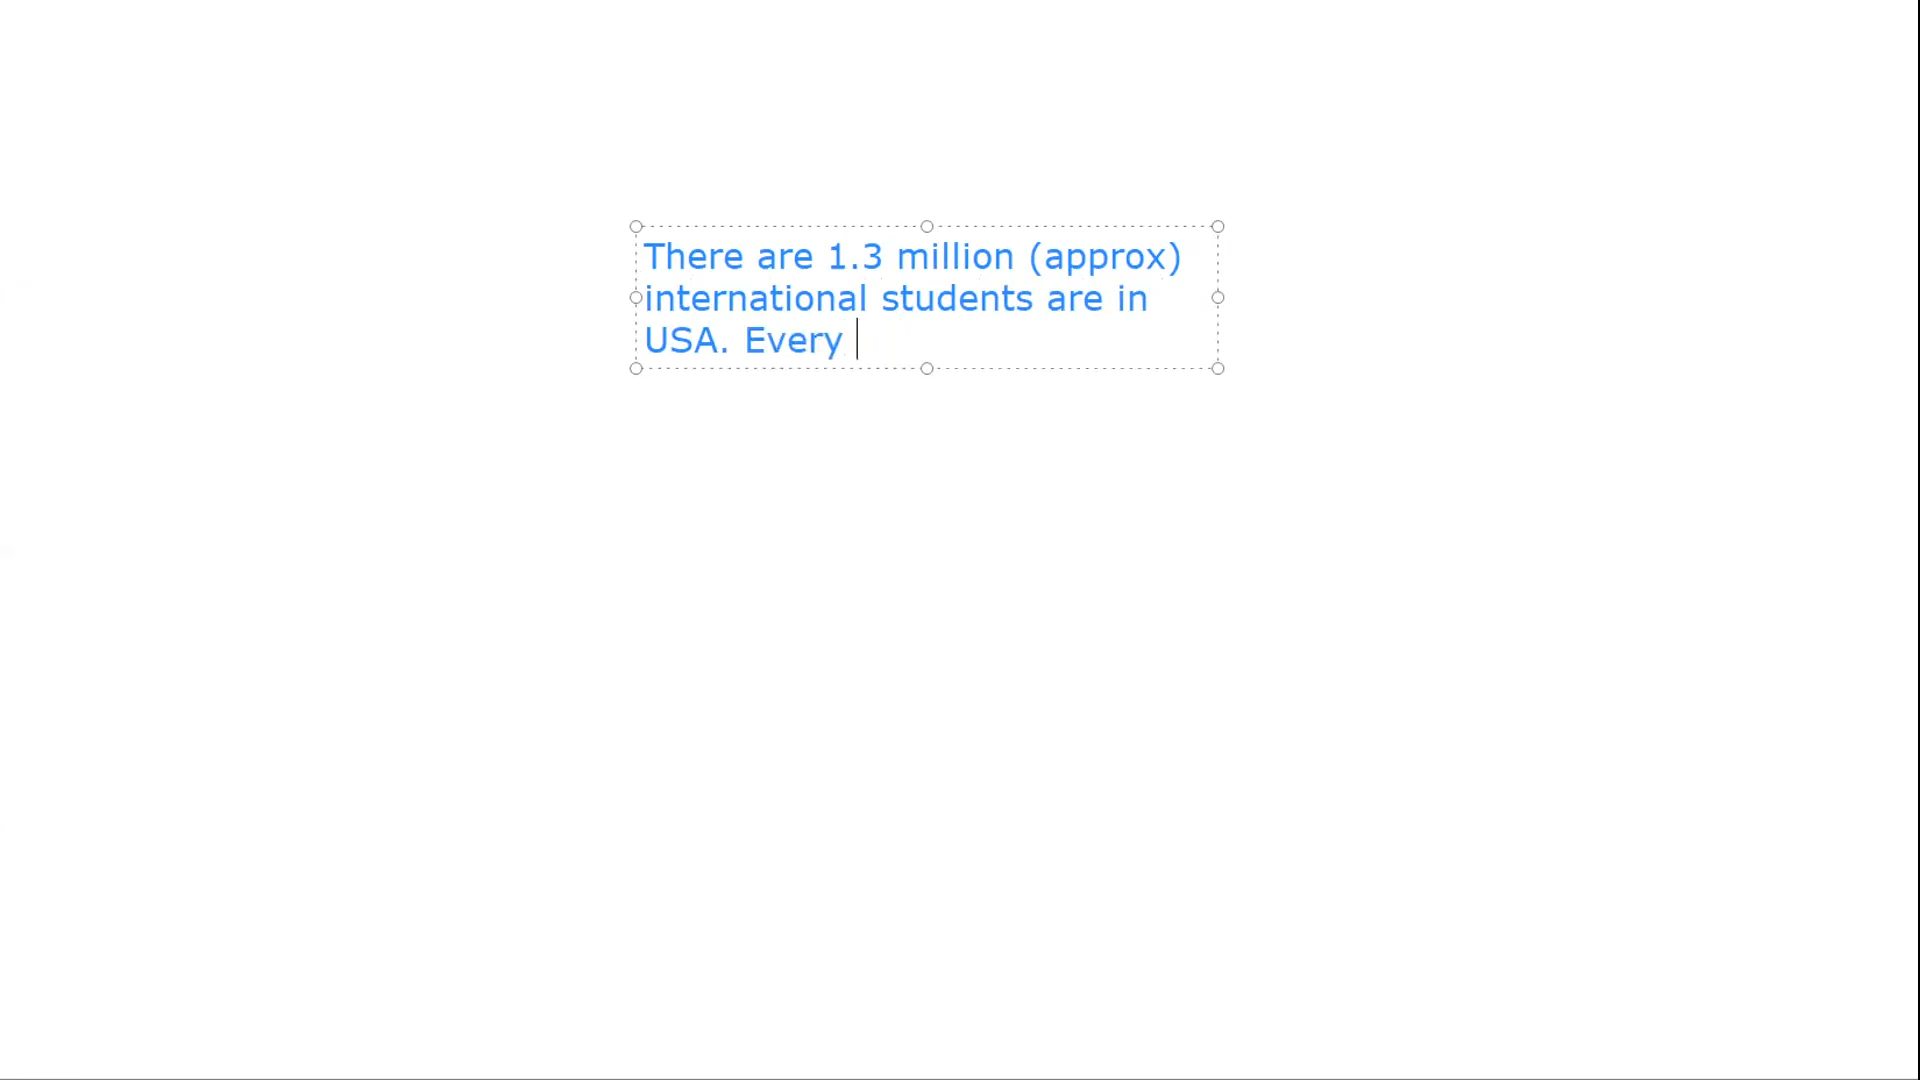 There are 1.3 million (approx)
international students are in
USA. Every